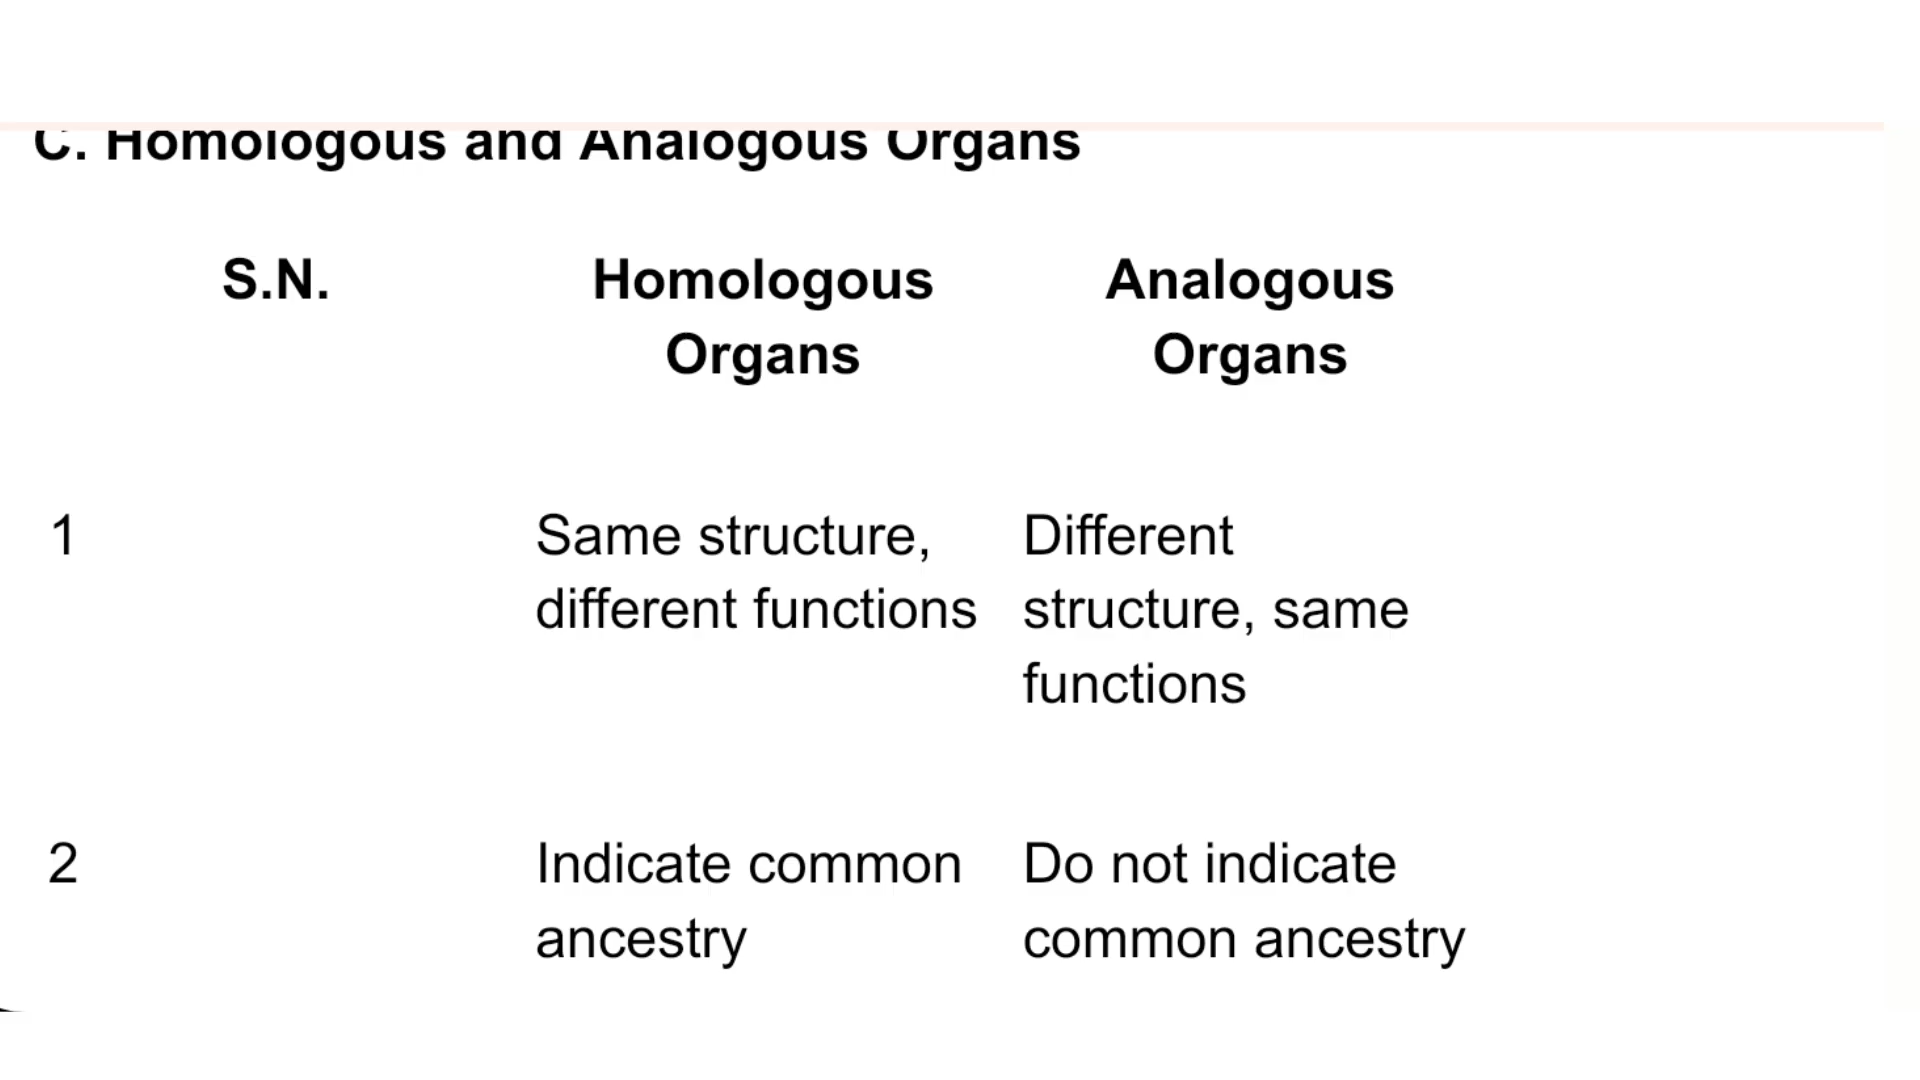 C. Homologous and Analogous Organs
S.N. Homologous Organs Analogous Organs
1 Same structure, different functions Different structure, same functions
2 Indicate common ancestry Do not indicate common ancestry